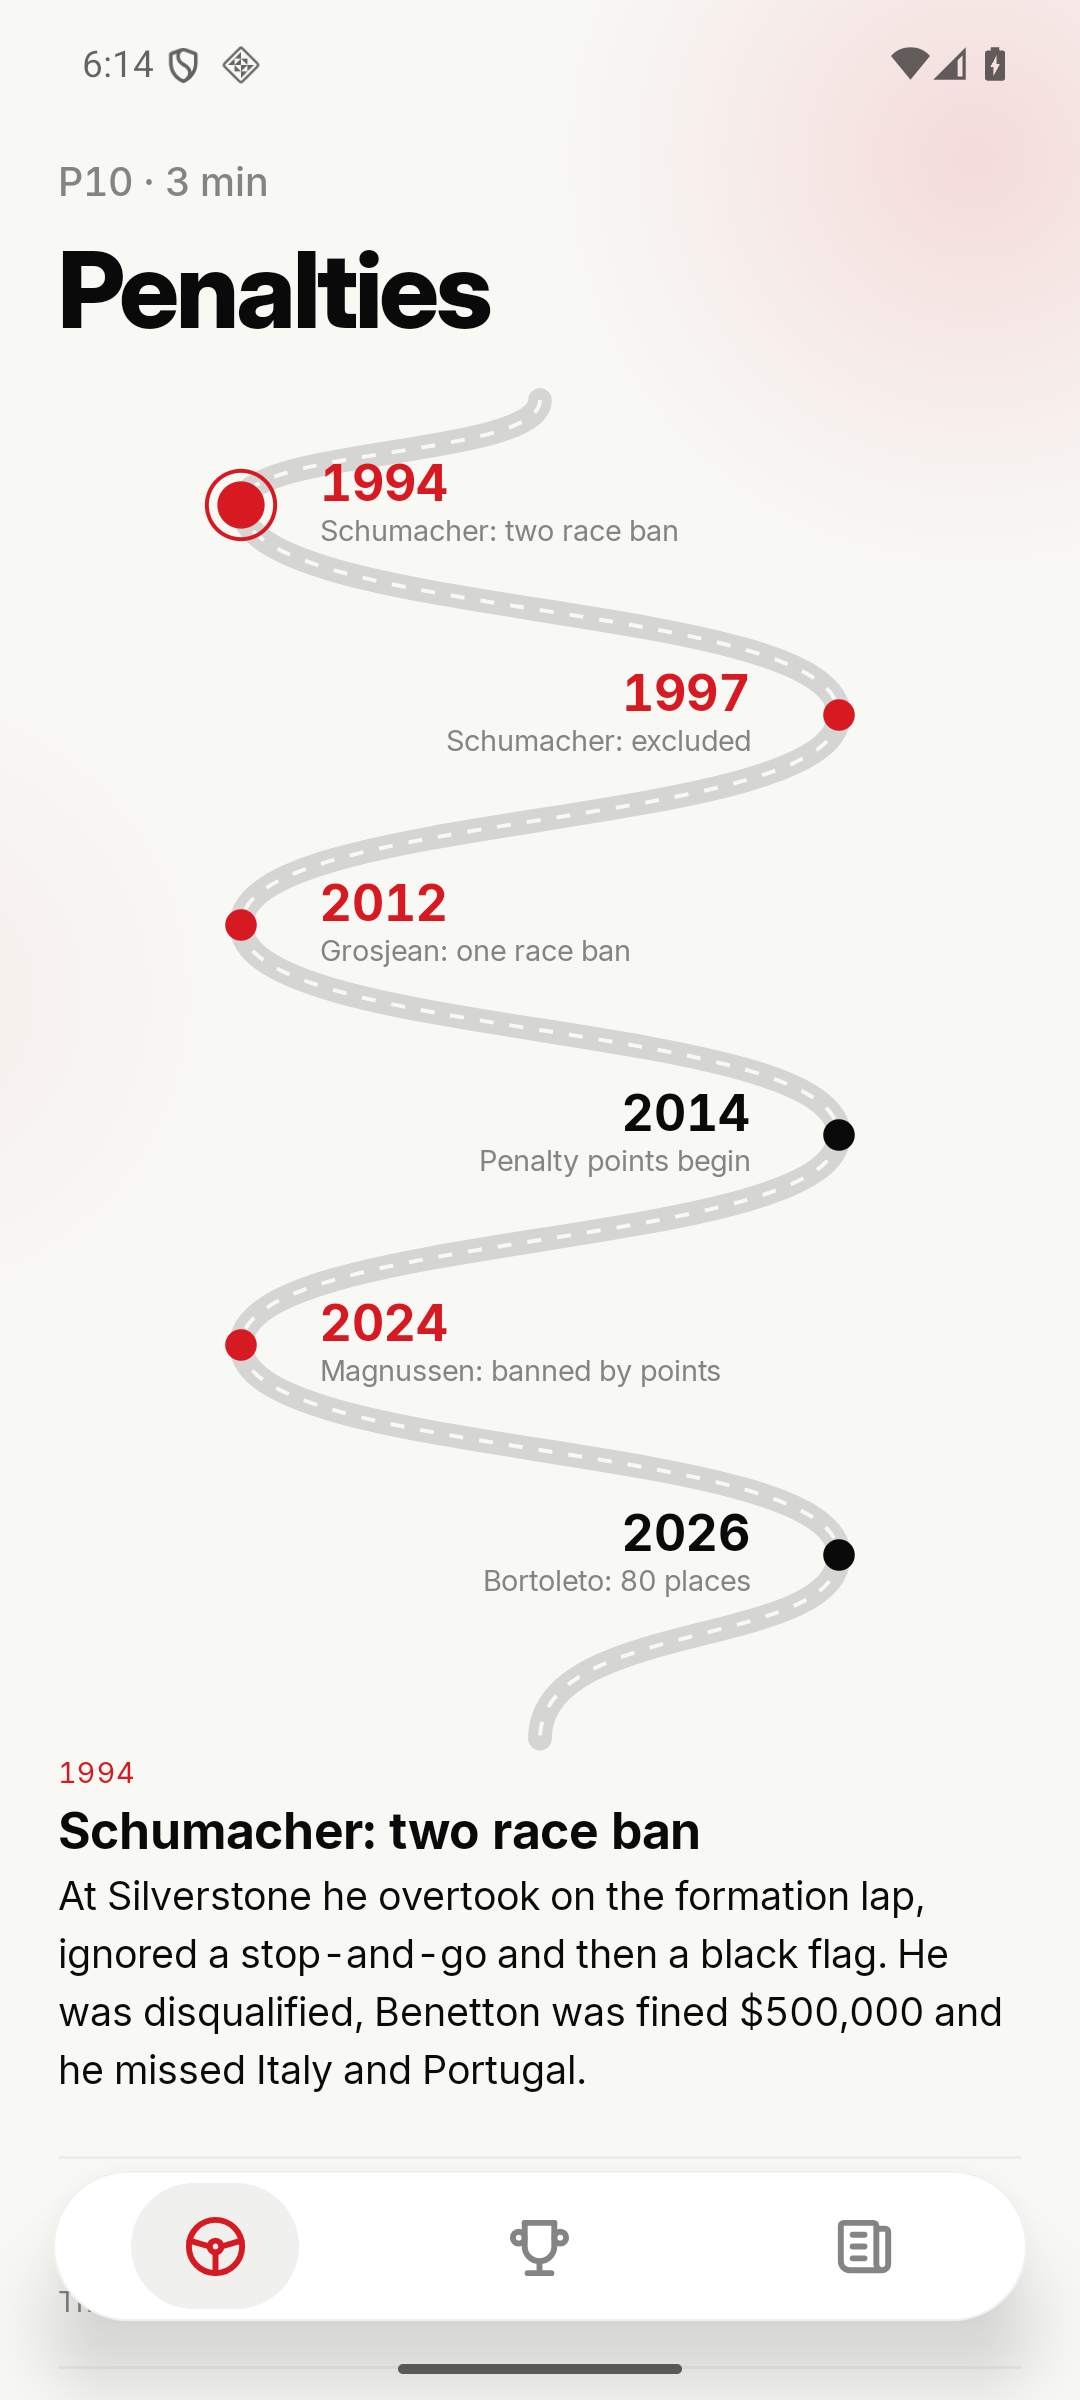 6:14
P10 · 3 min
Penalties
1994
Schumacher: two race ban
1997
Schumacher: excluded
2012
Grosjean: one race ban
2014
Penalty points begin
2024
Magnussen: banned by points
2026
Bortoleto: 80 places
1994
Schumacher: two race ban
At Silverstone he overtook on the formation lap,
ignored a stop-and-go and then a black flag. He
was disqualified, Benetton was fined $500,000 and
he missed Italy and Portugal.